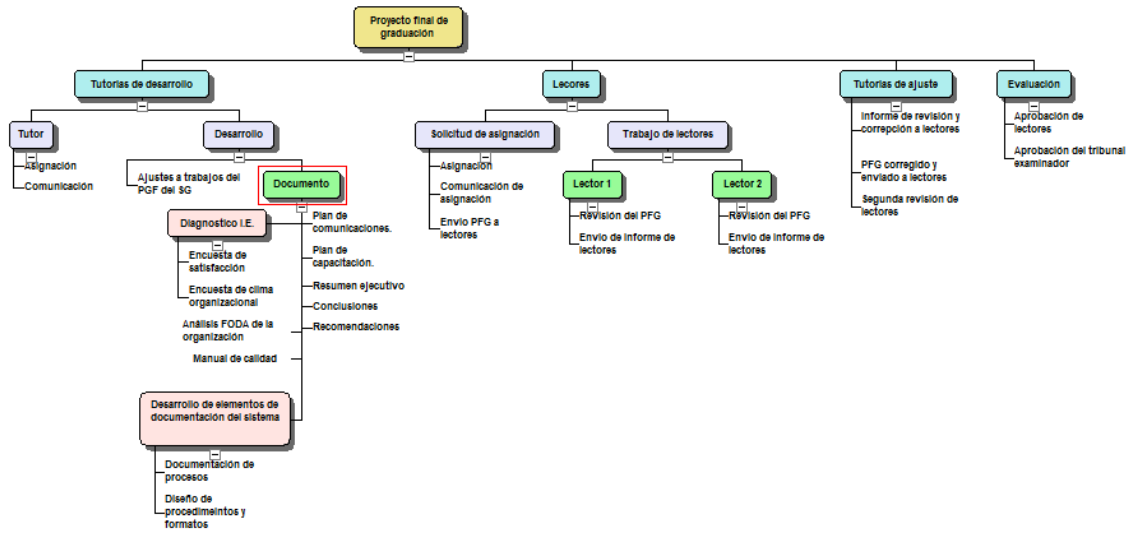 Proyecto final de
graduación
Tutorias de desarrollo
Lecores
Tutorias de ajuste
Evaluación
Tutor
Asignación
Comunicación
Desarrollo
Ajustes a trabajos del
PGF del SG
Documento
Diagnostico I.E.
Encuesta de
satisfacción
Encuesta de clima
organizacional
Análisis FODA de la
organización
Manual de calidad
Desarrollo de elementos de
documentación del sistema
Documentación de
procesos
Diseño de
procedimeintos y
formatos
Plan de
comunicaciones.
Plan de
capacitación.
Resumen ejecutivo
Conclusiones
Recomendaciones
Solicitud de asignación
Asignación
Comunicación de
asignación
Envio PFG a
lectores
Trabajo de lectores
Lector 1
Revisión del PFG
Envio de informe de
lectores
Lector 2
Revisión del PFG
Envio de informe de
lectores
Informe de revisión y
correpción a lectores
PFG corregido y
enviado a lectores
Segunda revisión de
lectores
Aprobación de
lectores
Aprobación del tribunal
examinador